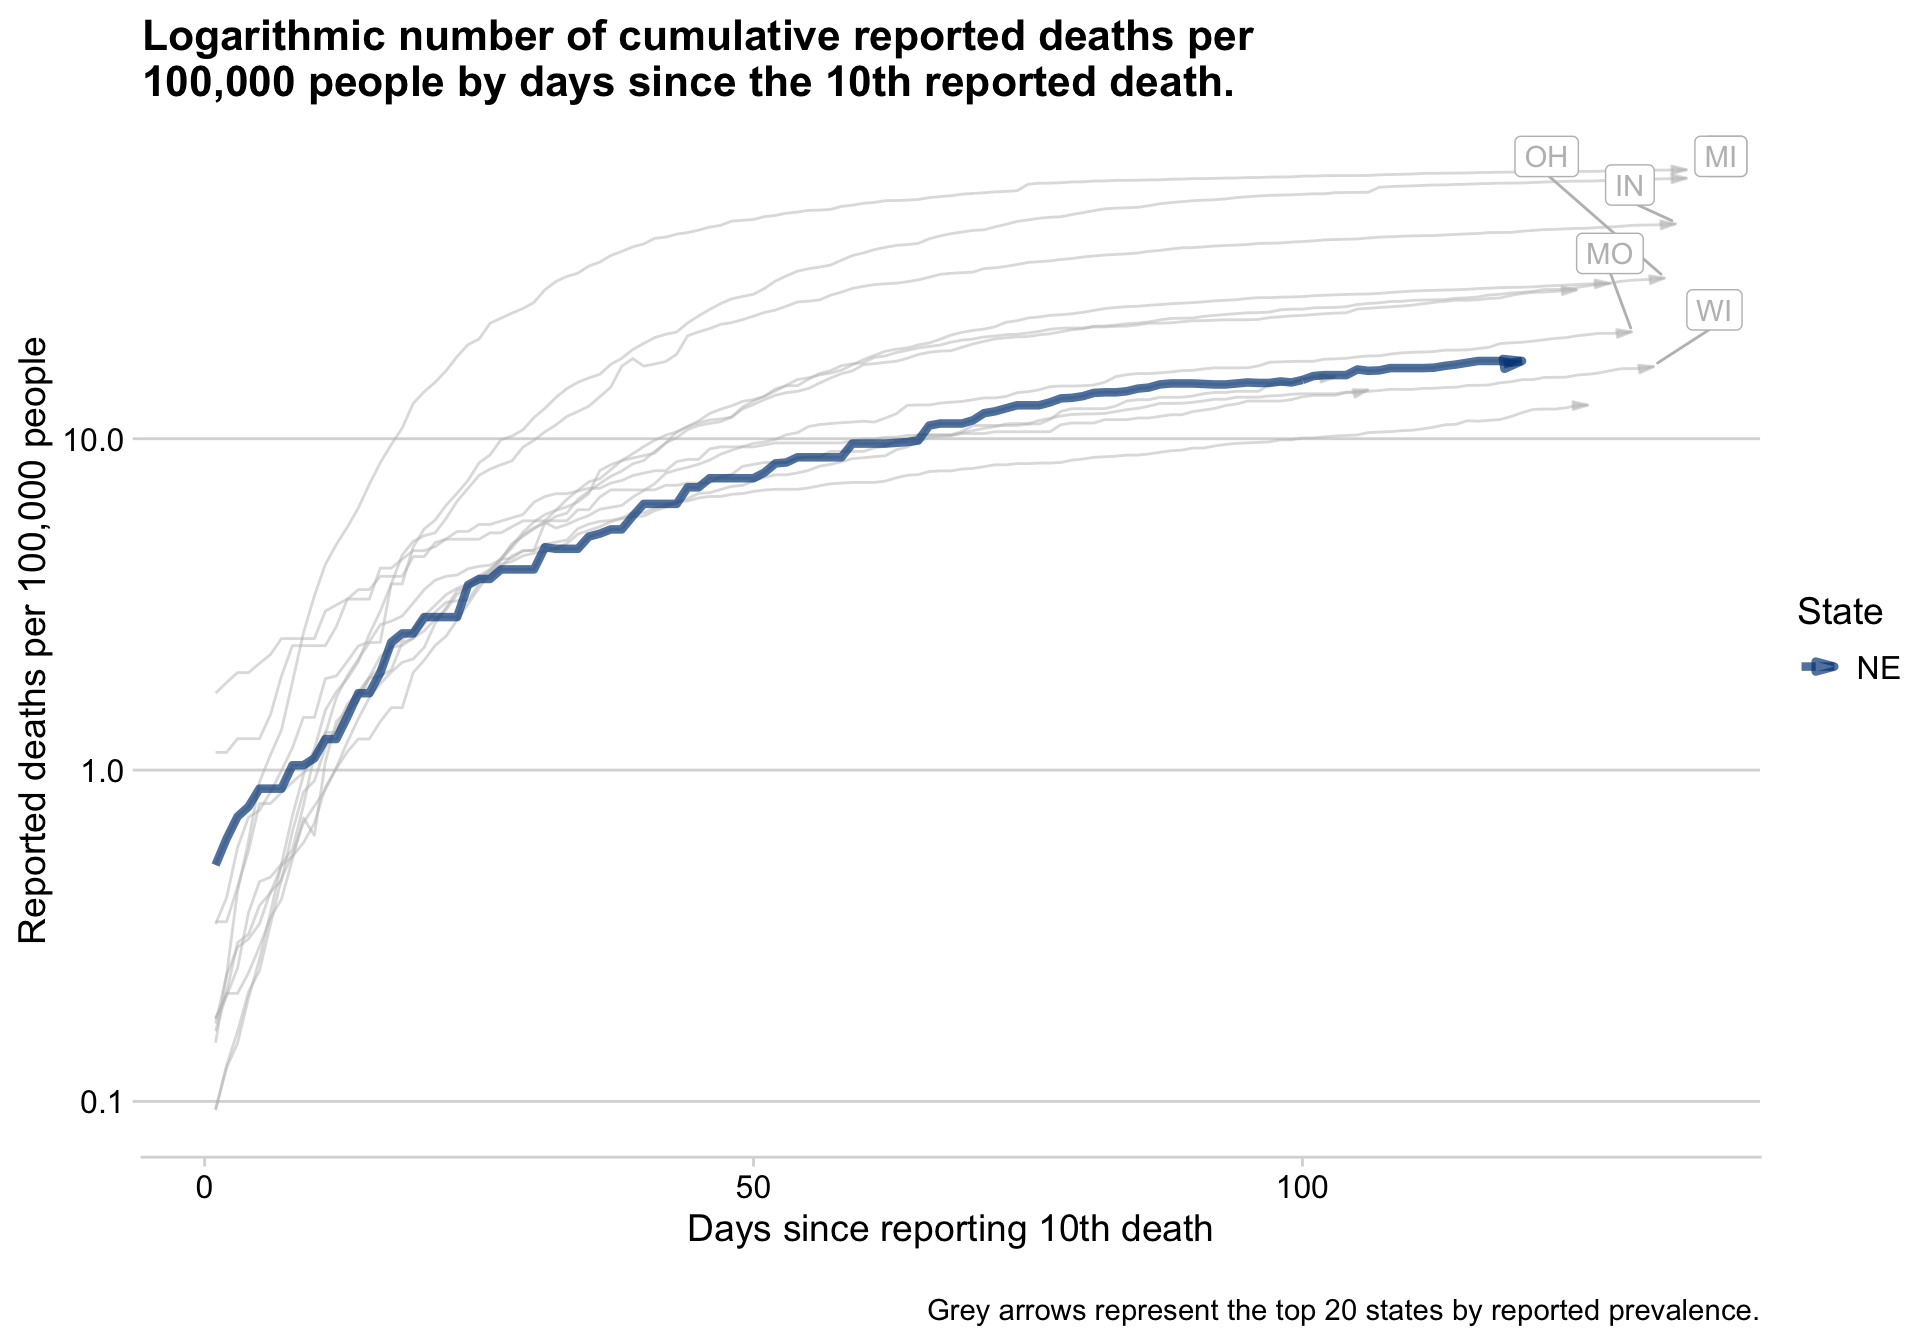 Logarithmic number of cumulative reported deaths per
100,000 people by days since the 10th reported death.
OH
MI
IN
MO
WI
Reported deaths per 100,000 people
10.0
1.0
0.1
State
NE
0
50
100
Days since reporting 10th death
Grey arrows represent the top 20 states by reported prevalence.